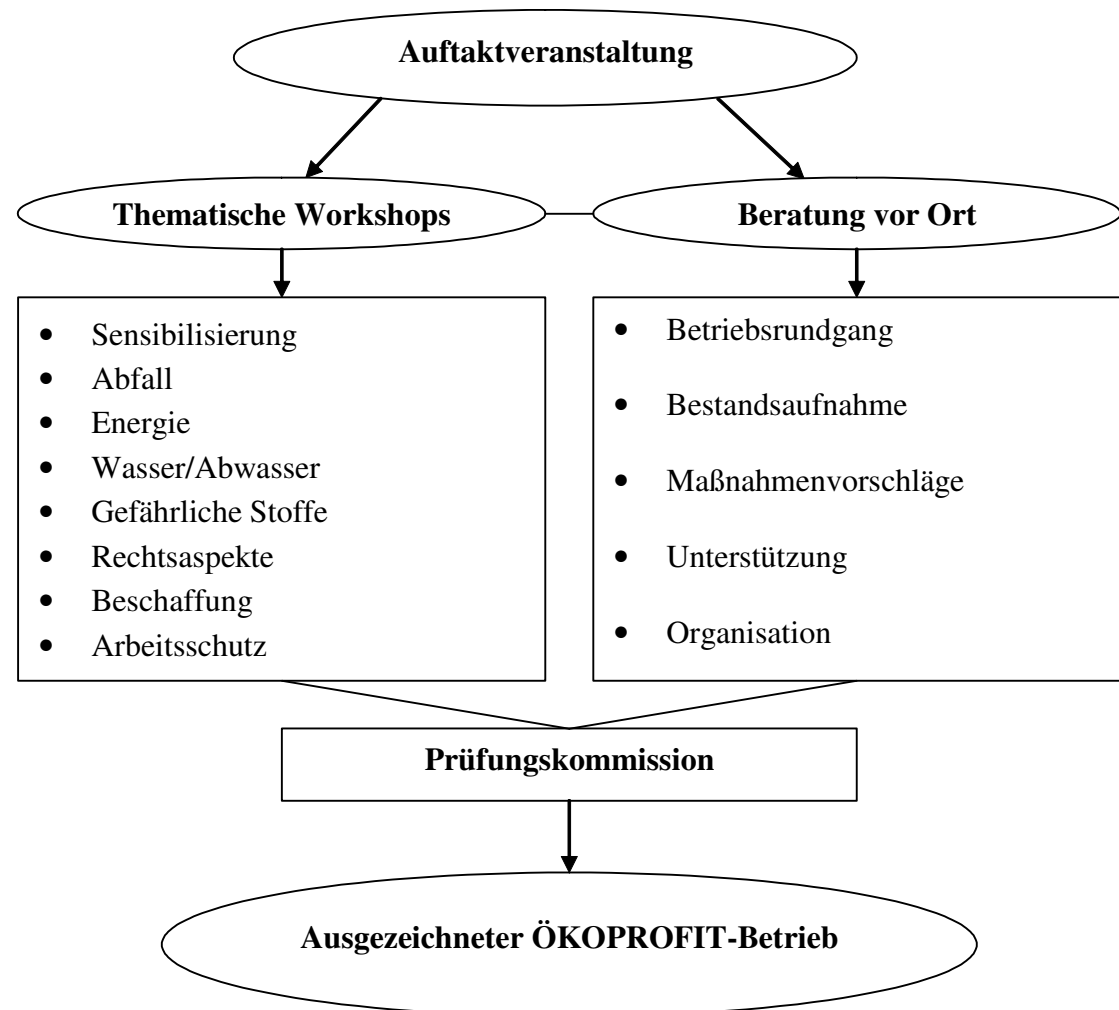 Auftaktveranstaltung
Thematische Workshops
Beratung vor Ort
• Sensibilisierung
• Abfall
• Energie
• Wasser/Abwasser
• Gefährliche Stoffe
• Rechtsaspekte
• Beschaffung
• Arbeitsschutz
• Betriebsrundgang
• Bestandsaufnahme
• Maßnahmenvorschläge
• Unterstützung
• Organisation
Prüfungskommission
Ausgezeichneter ÖKOPROFIT-Betrieb